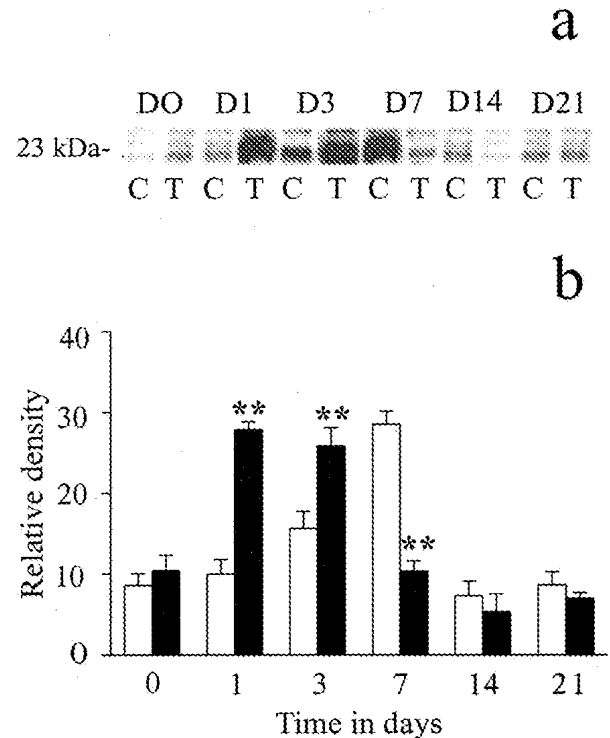 a
DO D1 D3 D7 D14 D21
23 kDa-
C T C T C T C T C T C T
b
40
30
20
10
0
Relative density
** **
**
0 1 3 7 14 21
Time in days